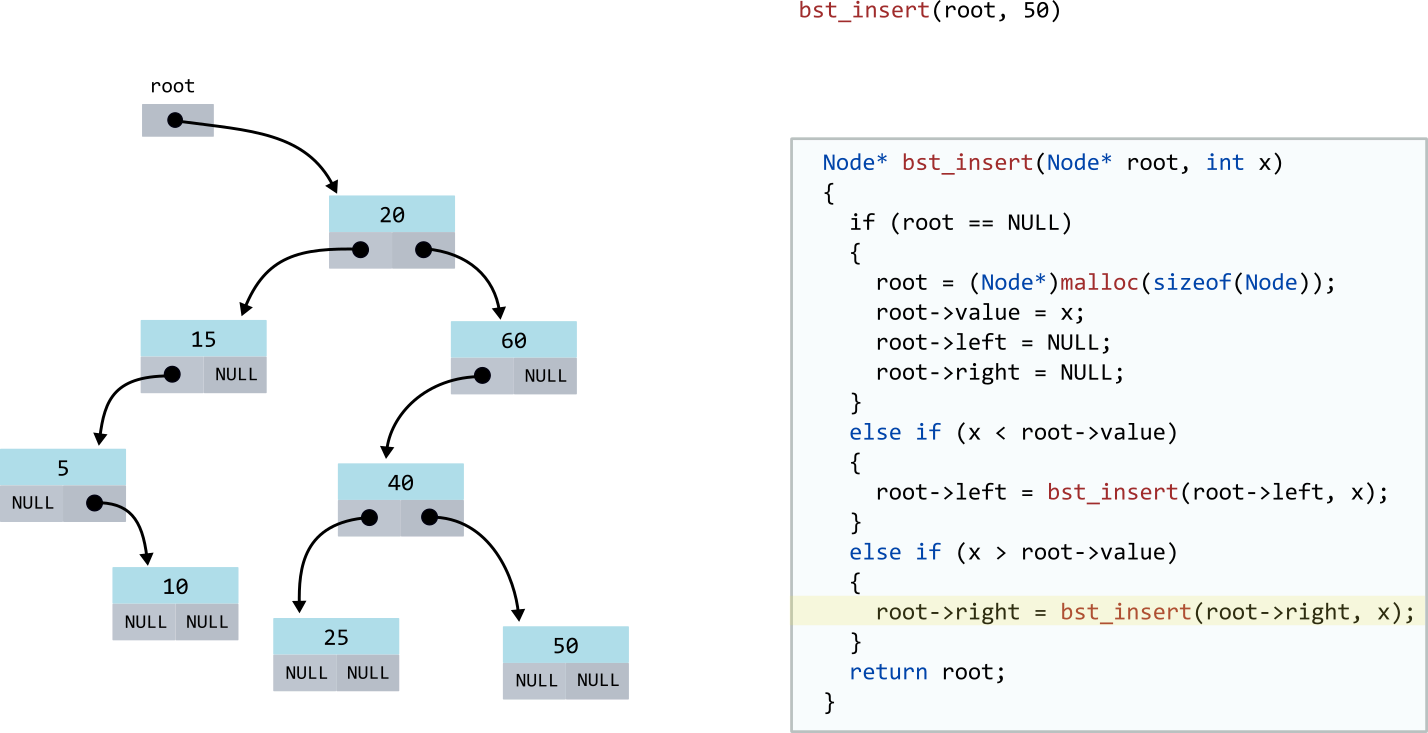 bst_insert(root, 50)
root
20
15
60
NULL
NULL
5
40
NULL
10
25
50
NULL NULL
NULL NULL
NULL NULL
Node* bst_insert(Node* root, int x)
{
if (root == NULL)
{
root = (Node*)malloc(sizeof(Node));
root->value = x;
root->left = NULL;
root->right = NULL;
}
else if (x < root->value)
{
root->left = bst_insert(root->left, x);
}
else if (x > root->value)
{
root->right = bst_insert(root->right, x);
}
return root;
}